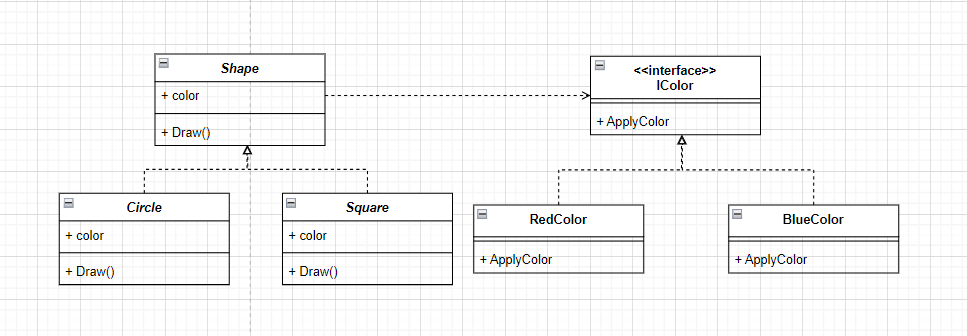 Shape
+ color
+ Draw()
<<interface>>
IColor
+ ApplyColor
Circle
+ color
+ Draw()
Square
+ color
+ Draw()
RedColor
+ ApplyColor
BlueColor
+ ApplyColor